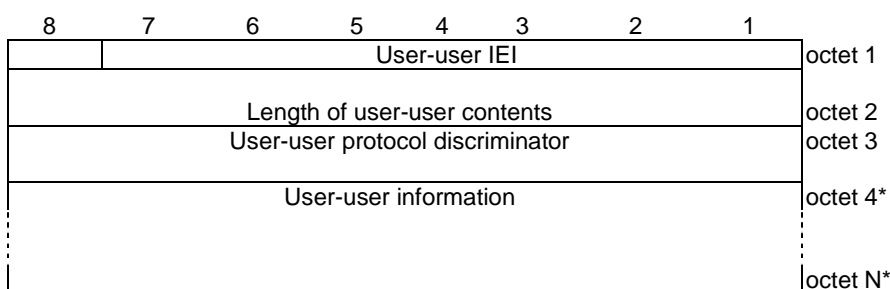 8 7 6 5 4 3 2 1
User-user IEI octet 1
Length of user-user contents octet 2
User-user protocol discriminator octet 3
User-user information octet 4*
octet N*